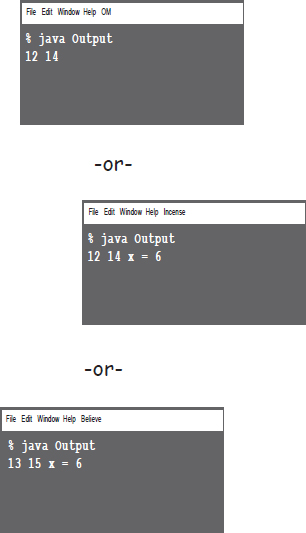 File Edit Window Help OM
% java Output
12 14
-or-
File Edit Window Help Incense
% java Output
12 14 x = 6
-or-
File Edit Window Help Believe
% java Output
13 15 x = 6